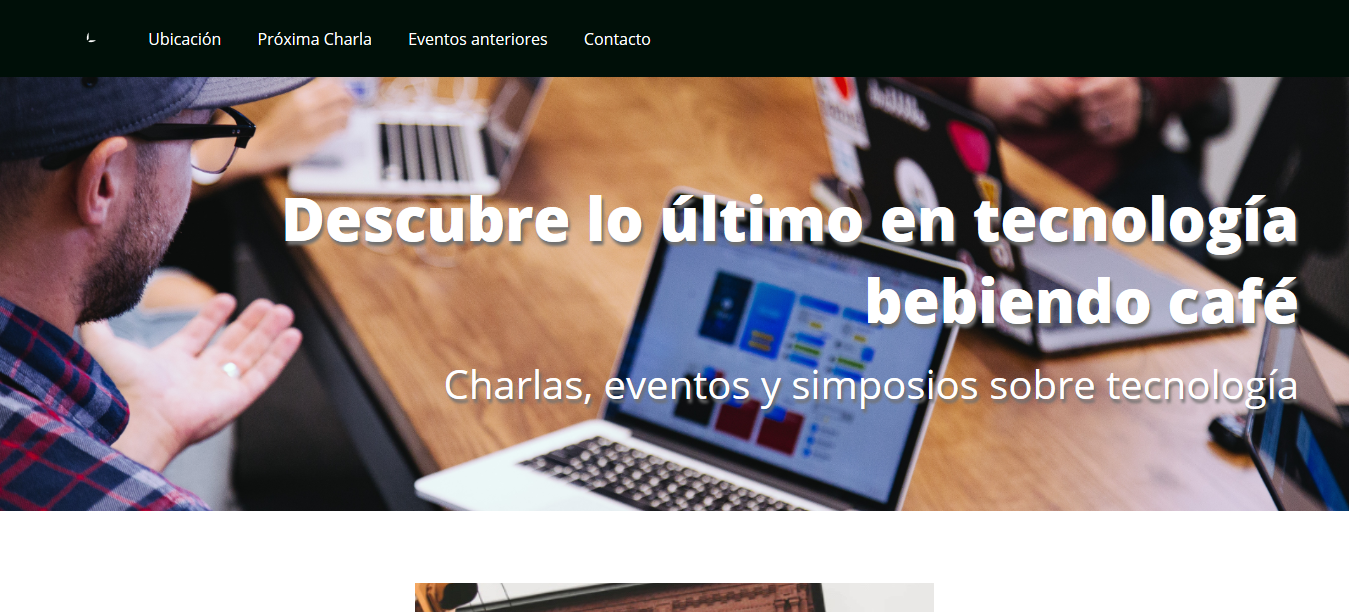 Ubicación Próxima Charla Eventos anteriores Contacto
Descubre lo último en tecnología
bebiendo café
Charlas, eventos y simposios sobre tecnología